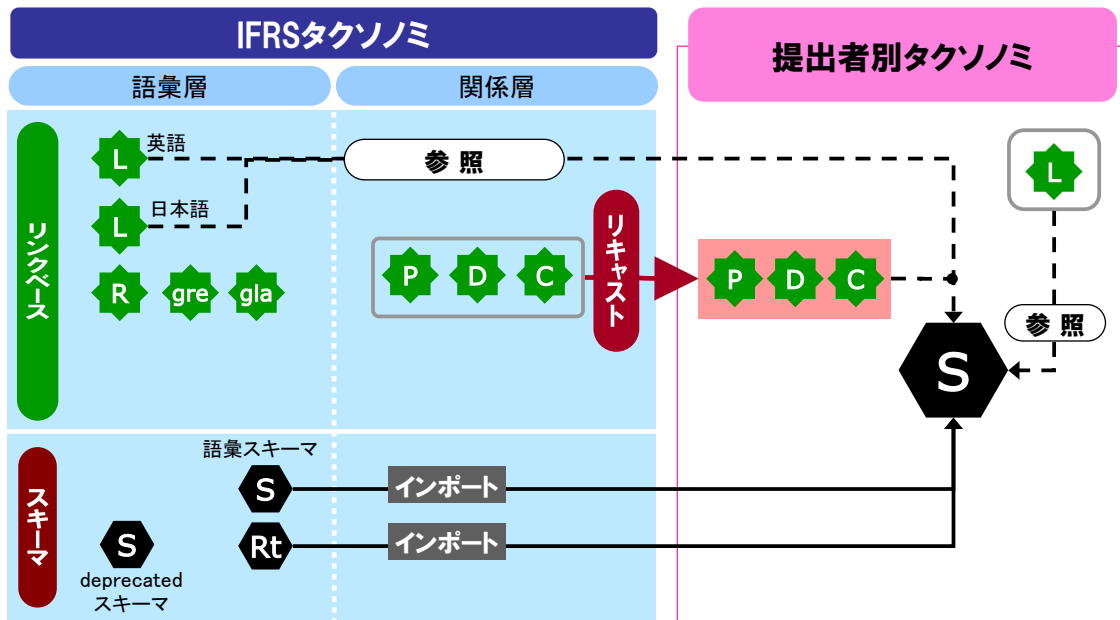 IFRSタクソノミ
提出者別タクソノミ
語彙層
関係層
リンクベース
L
英語
参 照
L
L
日本語
リキャスト
R
gre
gla
P
D
C
P
D
C
参 照
S
スキーマ
語彙スキーマ
S
インポート
S
Rt
インポート
deprecated
スキーマ